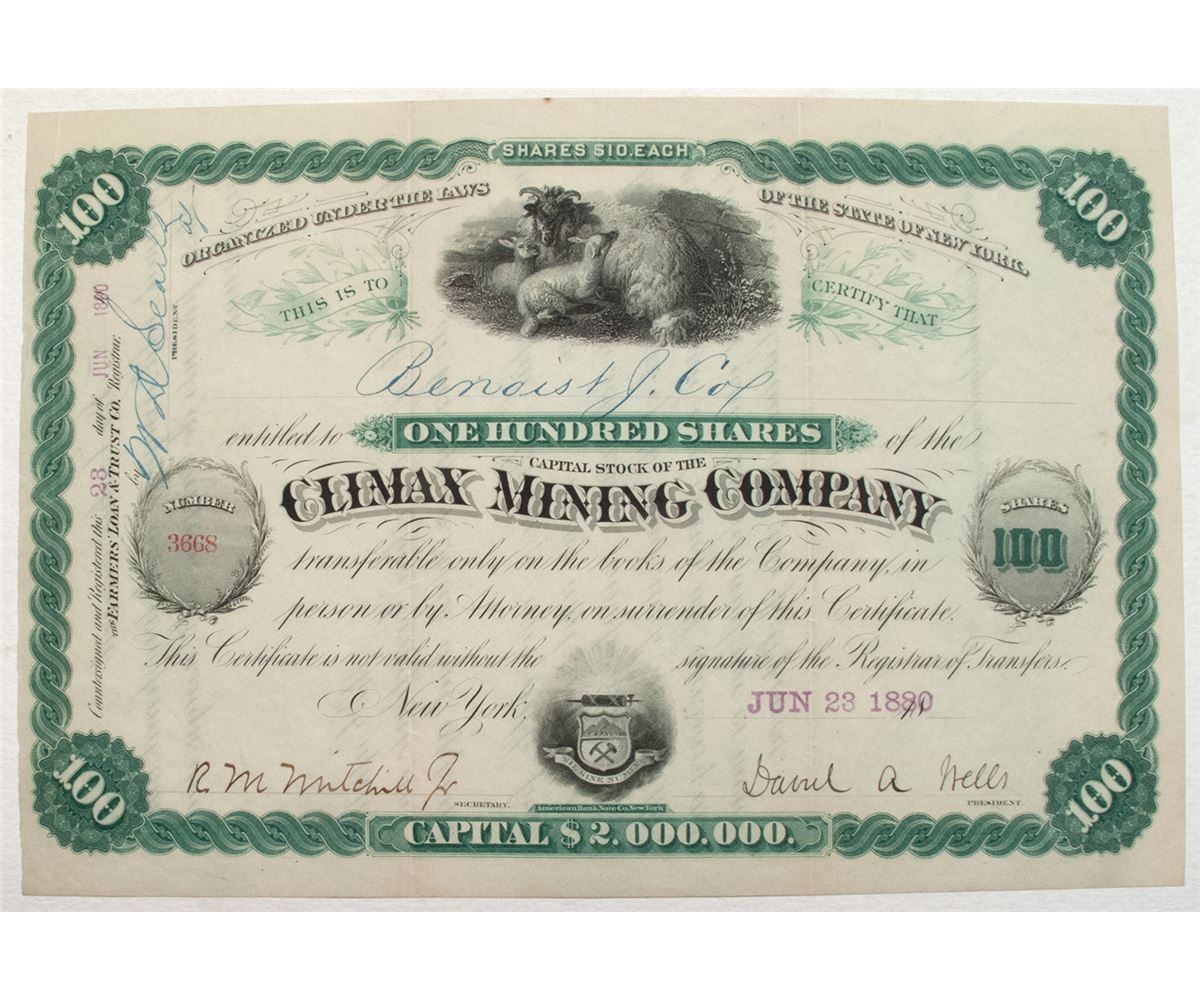 SHARES $10. EACH
100
100
ORGANIZED UNDER THE LAWS OF THE STATE OF NEW YORK.
THIS IS TO CERTIFY THAT
Benoist J. Cox
entitled to ONE HUNDRED SHARES of the
CAPITAL STOCK OF THE
CLIMAX MINING COMPANY
NUMBER
3668
SHARES
100
transferable only on the books of the Company, in
person or by Attorney, on surrender of this Certificate.
This Certificate is not valid without the signature of the Registrar of Transfers.
New York, JUN 23 1880
R M Mitchill Jr
SECRETARY.
David A Wells
PRESIDENT
American Bank Note Co. New York
100
100
CAPITAL $2.000.000.
Countersigned and Registered this 23 day of JUN 1880
THE FARMERS' LOAN & TRUST CO. Registrar.
by
PRESIDENT